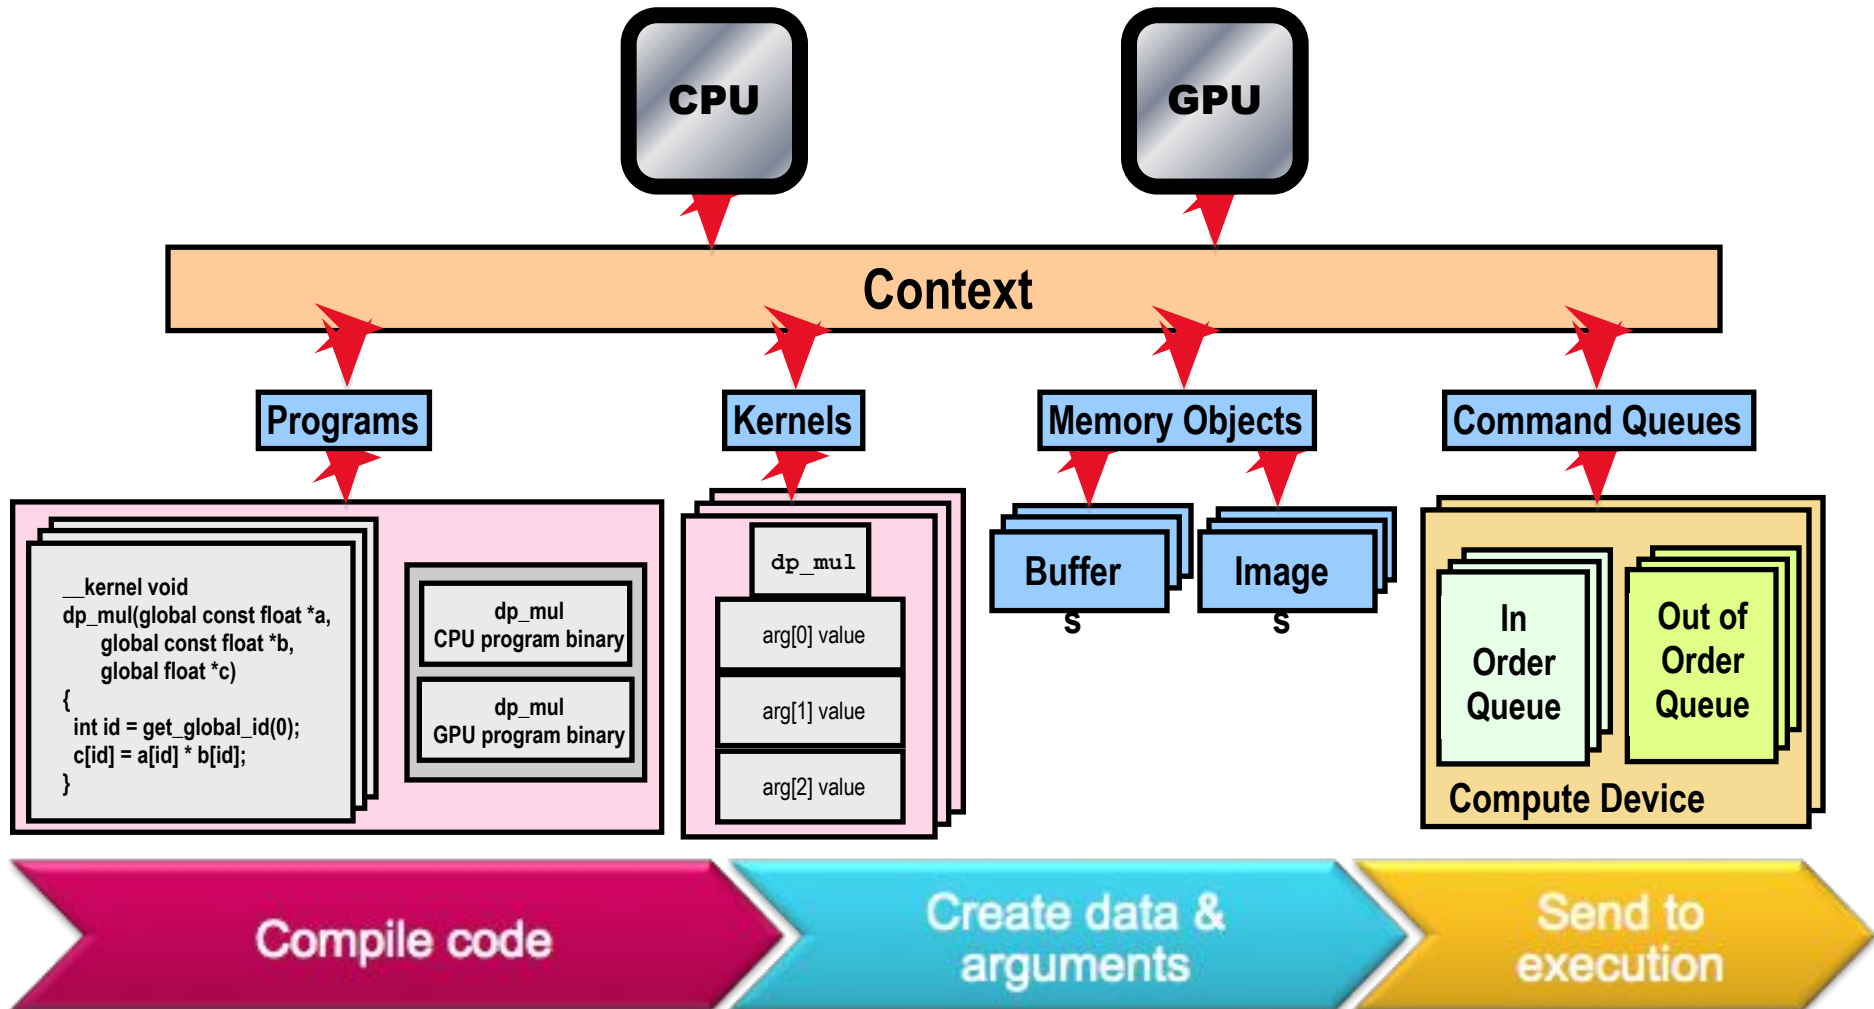 CPU
GPU
Context
Programs
Kernels
Memory Objects
Command Queues
__kernel void
dp_mul(global const float *a,
global const float *b,
global float *c)
{
int id = get_global_id(0);
c[id] = a[id] * b[id];
}
dp_mul
CPU program binary
dp_mul
GPU program binary
dp_mul
arg[0] value
arg[1] value
arg[2] value
Buffer
s
Image
s
In
Order
Queue
Out of
Order
Queue
Compute Device
Compile code
Create data &
arguments
Send to
execution